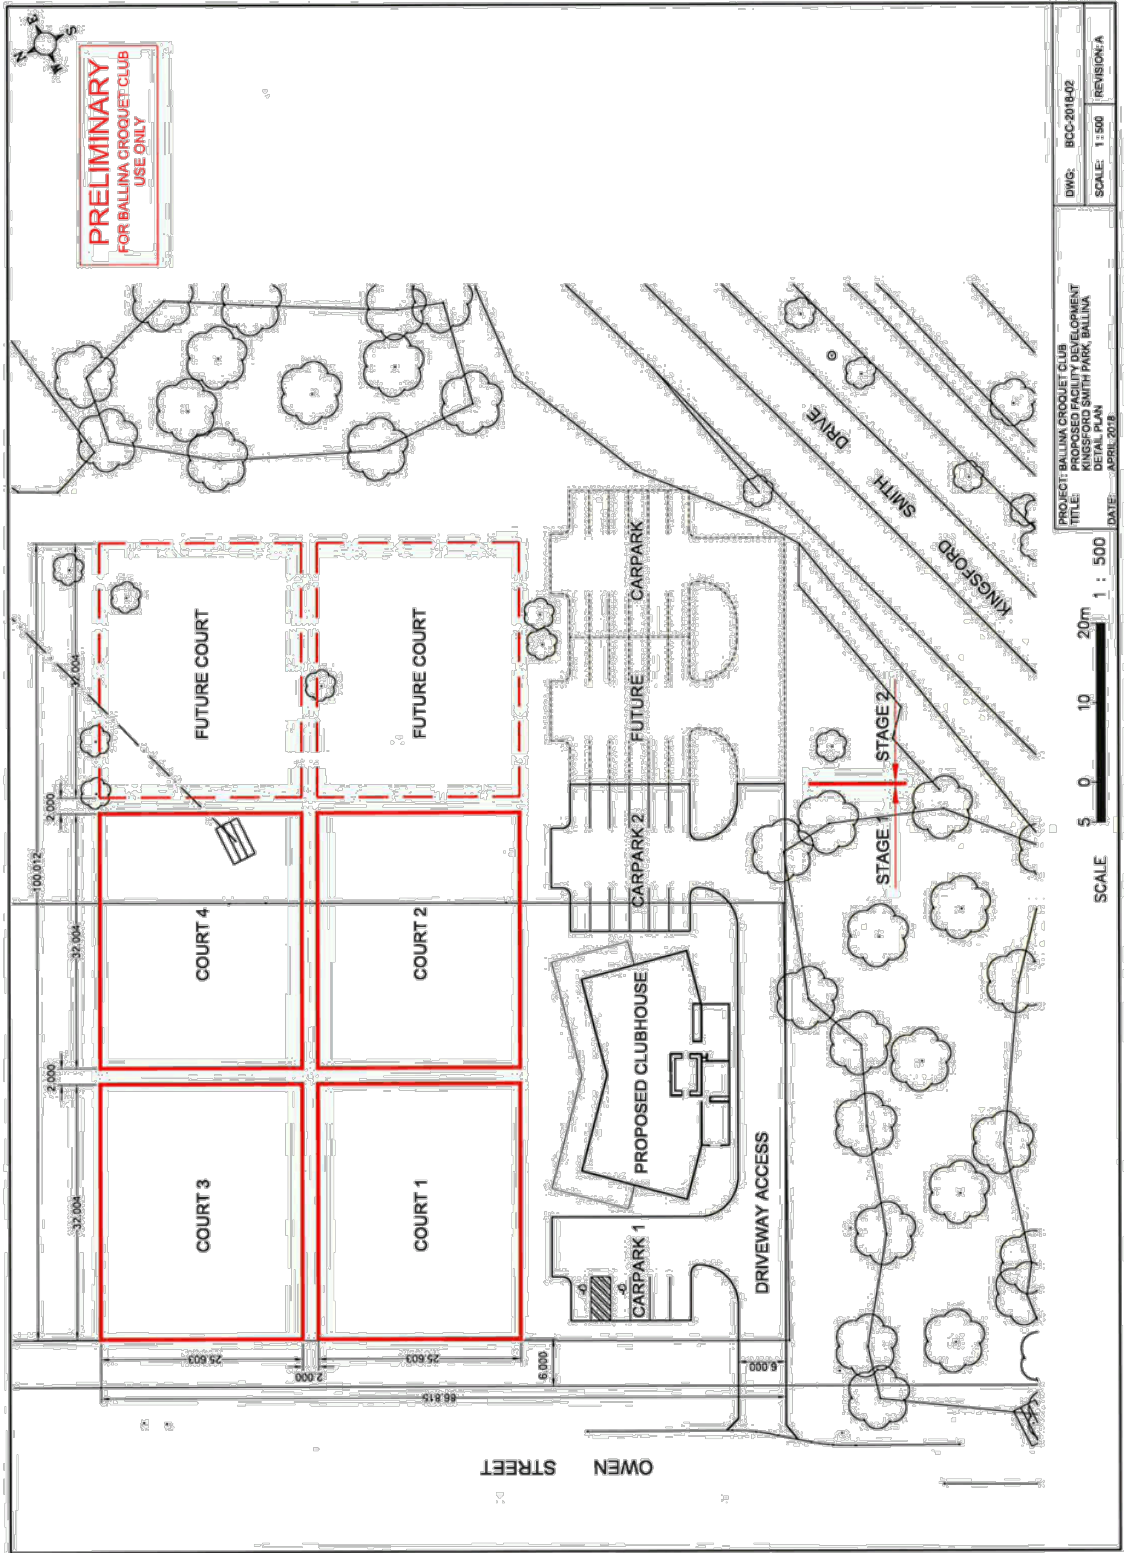 PRELIMINARY
FOR BALLINA CROQUET CLUB
USE ONLY
N
E
S
W
100.012
32.004
2.000
32.004
2.000
32.004
COURT 3
COURT 4
FUTURE COURT
COURT 1
COURT 2
FUTURE COURT
25.603
2.000
25.603
66.815
6.000
6.000
CARPARK 1
PROPOSED CLUBHOUSE
CARPARK 2
FUTURE CARPARK
DRIVEWAY ACCESS
OWEN STREET
KINGSFORD SMITH DRIVE
STAGE
STAGE 2
SCALE 5 0 10 20m 1 : 500
PROJECT: BALLINA CROQUET CLUB
TITLE: PROPOSED FACILITY DEVELOPMENT
KINGSFORD SMITH PARK, BALLINA
DETAIL PLAN
DATE: APRIL 2018
DWG: BCC-2018-02
SCALE: 1 : 500
REVISION: A